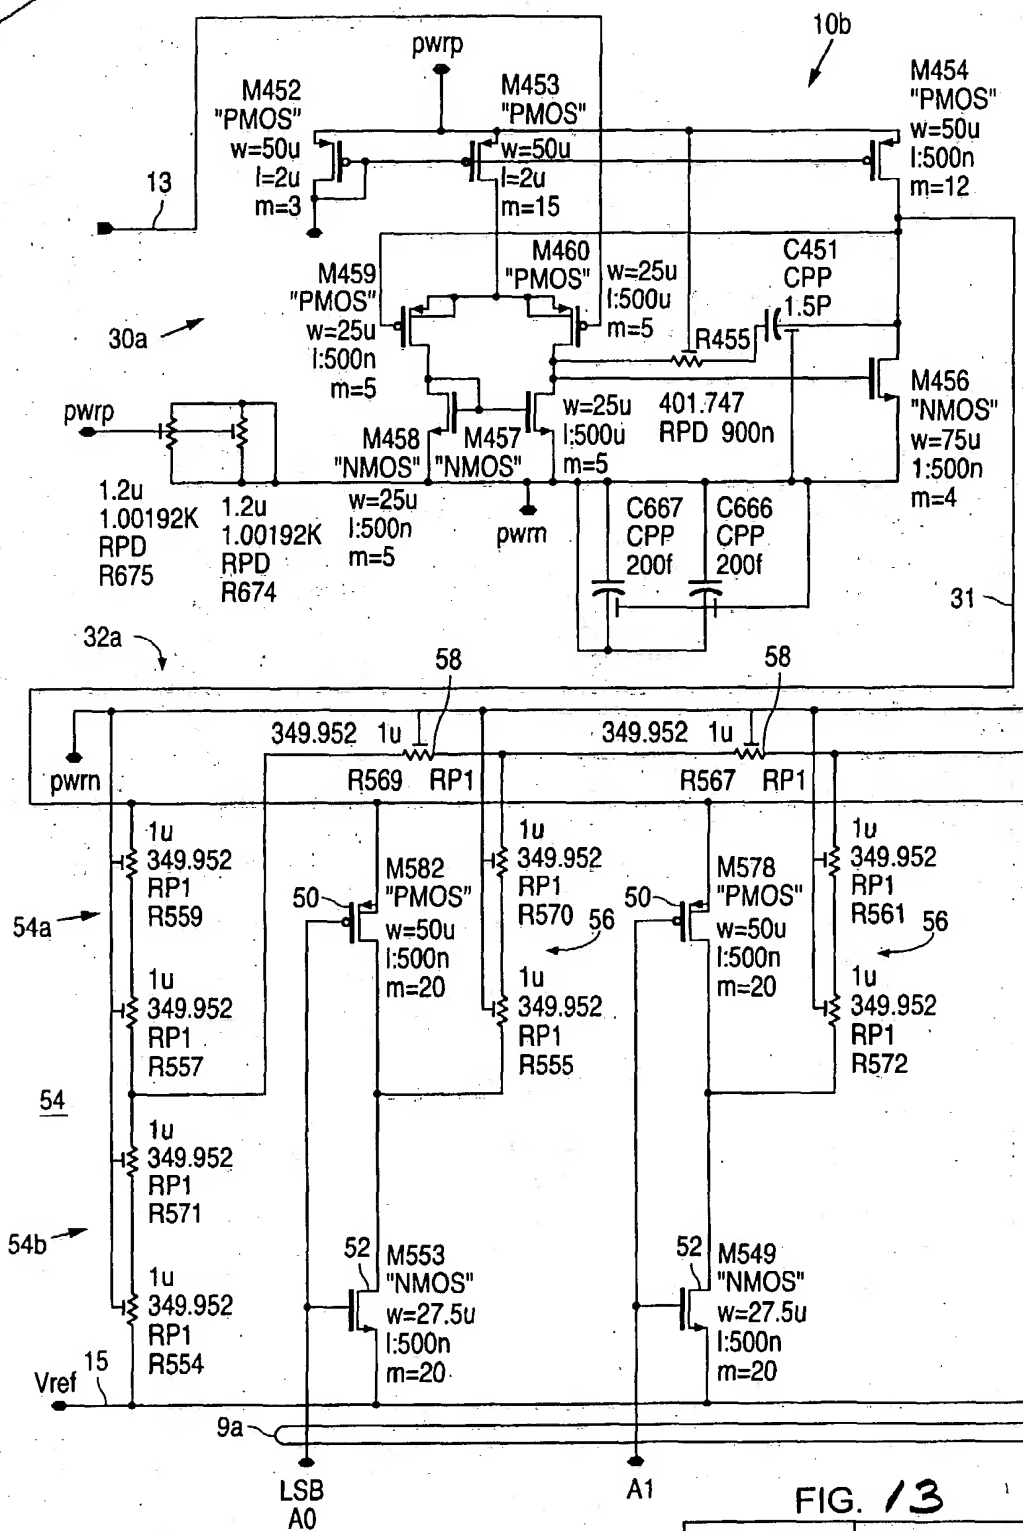 10b
pwrp
M452
"PMOS"
w=50u
l=2u
m=3
M453
"PMOS"
w=50u
l=2u
m=15
M454
"PMOS"
w=50u
l:500n
m=12
13
M459
"PMOS"
w=25u
l:500n
m=5
M460
"PMOS"
w=25u
l:500u
m=5
C451
CPP
1.5P
30a
R455
401.747
RPD 900n
M456
"NMOS"
w=75u
1:500n
m=4
pwrp
1.2u
1.00192K
RPD
R675
1.2u
1.00192K
RPD
R674
M458
"NMOS"
w=25u
l:500n
m=5
M457
"NMOS"
w=25u
l:500u
m=5
pwrn
C667
CPP
200f
C666
CPP
200f
31
32a
58
58
pwrn
349.952 1u
R569 RP1
349.952 1u
R567 RP1
1u
349.952
RP1
R559
54a
1u
349.952
RP1
R557
54
1u
349.952
RP1
R571
54b
1u
349.952
RP1
R554
50
M582
"PMOS"
w=50u
l:500n
m=20
1u
349.952
RP1
R570
56
1u
349.952
RP1
R555
50
M578
"PMOS"
w=50u
l:500n
m=20
1u
349.952
RP1
R561
56
1u
349.952
RP1
R572
52
M553
"NMOS"
w=27.5u
l:500n
m=20
52
M549
"NMOS"
w=27.5u
l:500n
m=20
Vref
15
9a
LSB
A0
A1
FIG. 13